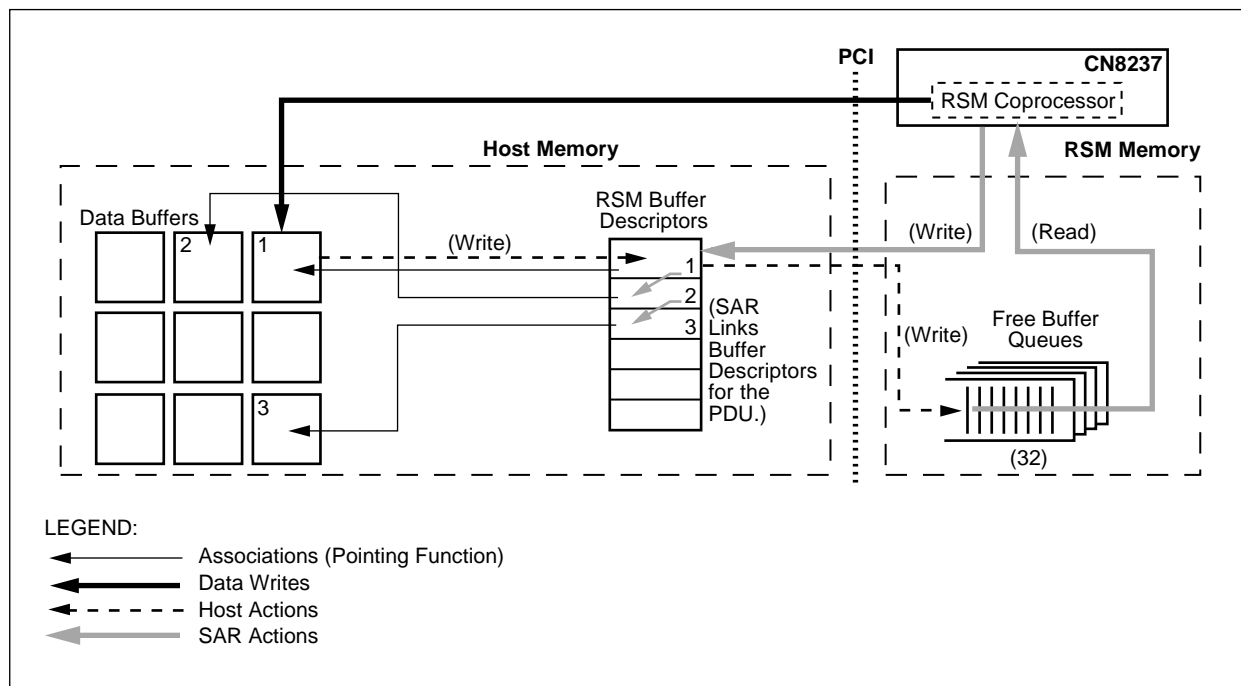 PCI
CN8237
RSM Coprocessor
Host Memory
RSM Memory
Data Buffers
RSM Buffer
Descriptors
2
1
(Write)
(Write)
(Read)
1
2
3
(SAR
Links
Buffer
Descriptors
for the
PDU.)
(Write)
Free Buffer
Queues
3
(32)
LEGEND:
Associations (Pointing Function)
Data Writes
Host Actions
SAR Actions